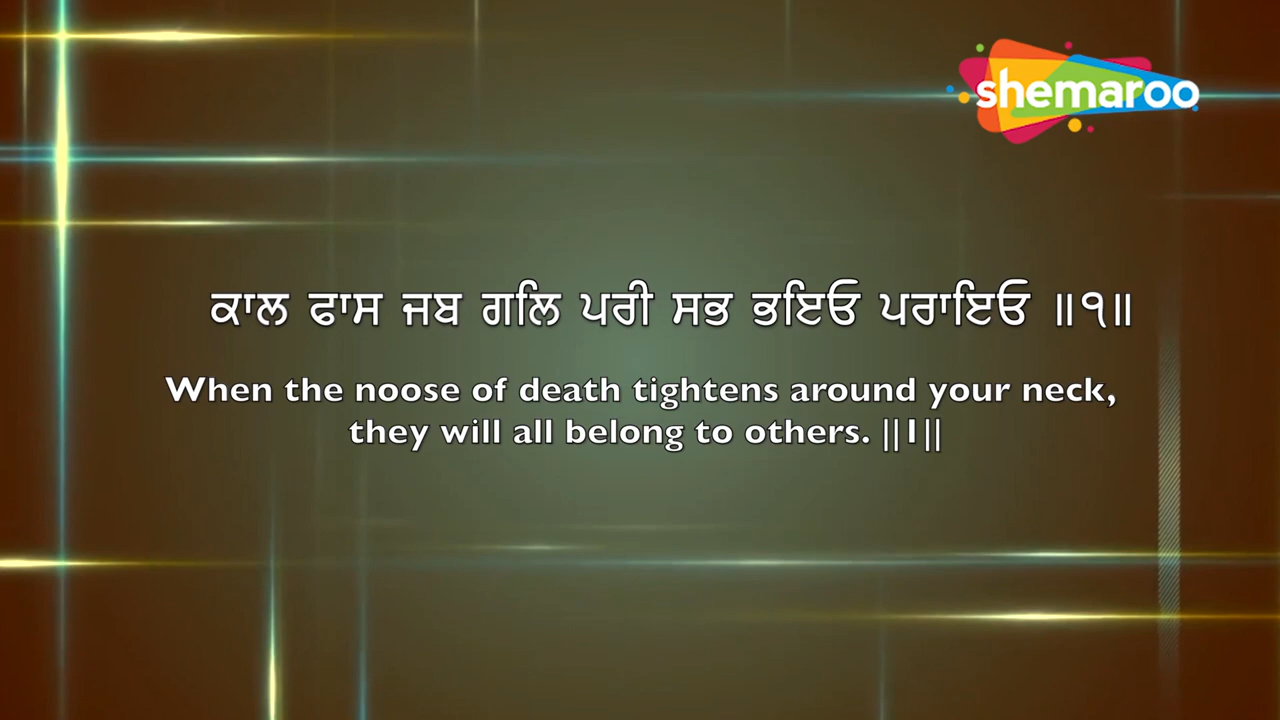 shemaroo
ਕਾਲ ਫਾਸ ਜਬ ਗਲਿ ਪਰੀ ਸਭ ਭਇਓ ਪਰਾਇਓ ॥੧॥
When the noose of death tightens around your neck,
they will all belong to others. ||1||